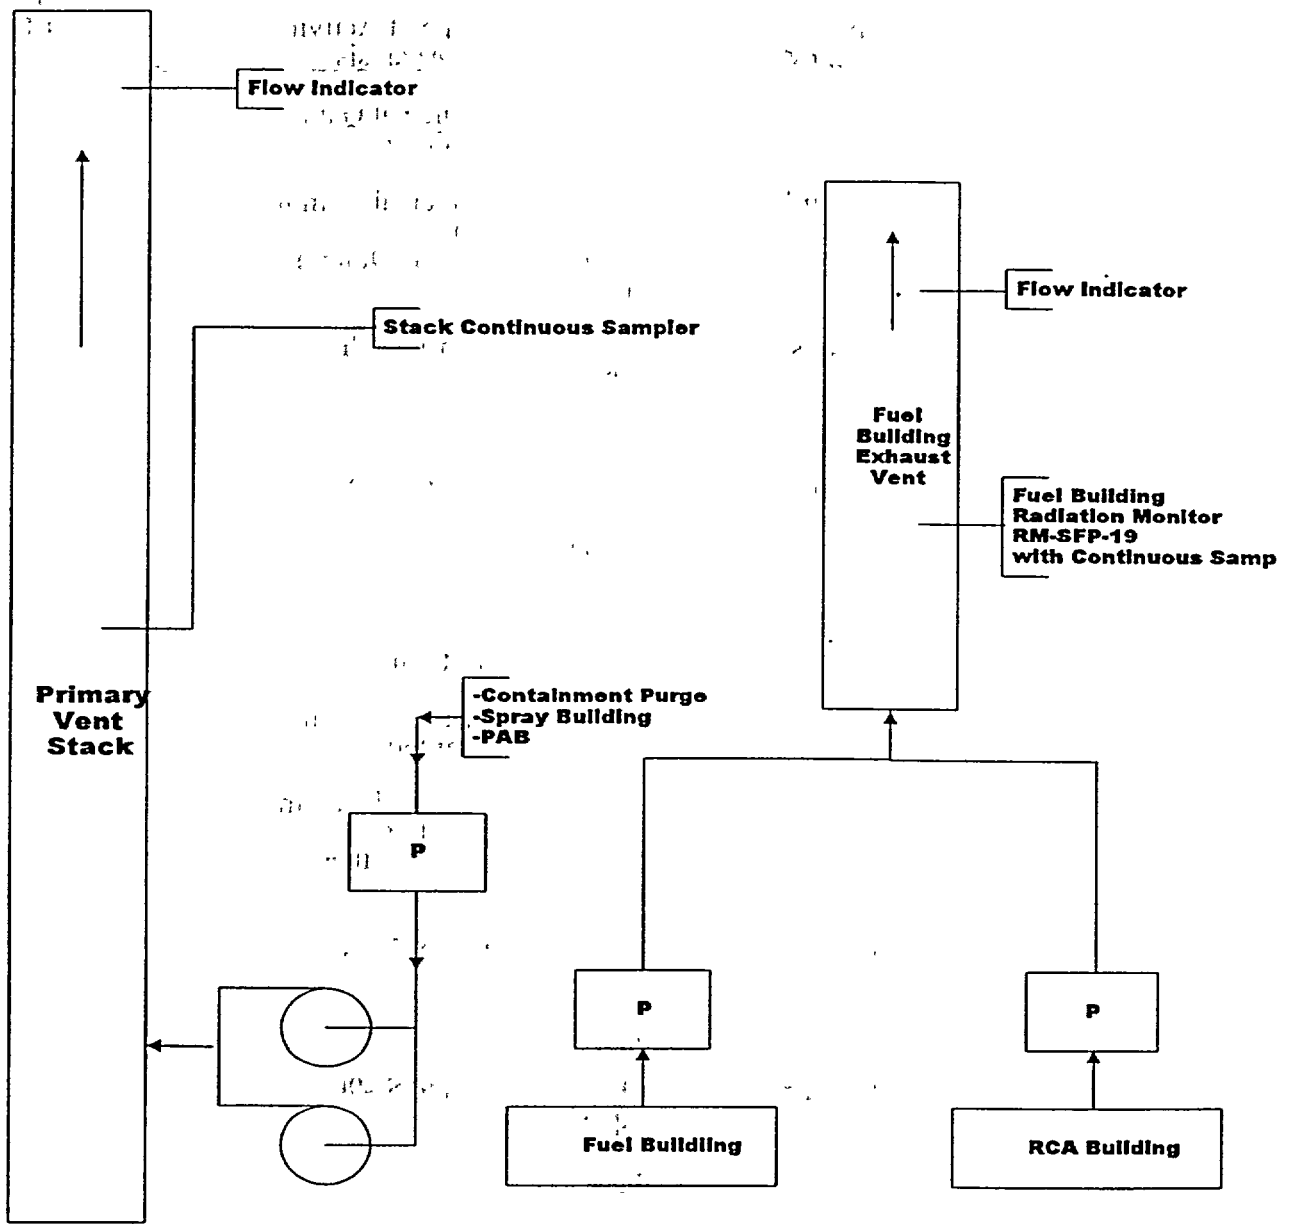 Flow Indicator
Stack Continuous Sampler
Primary
Vent
Stack
-Containment Purge
-Spray Building
-PAB
P
Flow Indicator
Fuel
Building
Exhaust
Vent
Fuel Building
Radiation Monitor
RM-SFP-19
with Continuous Samp
P
P
Fuel Buildiing
RCA Building